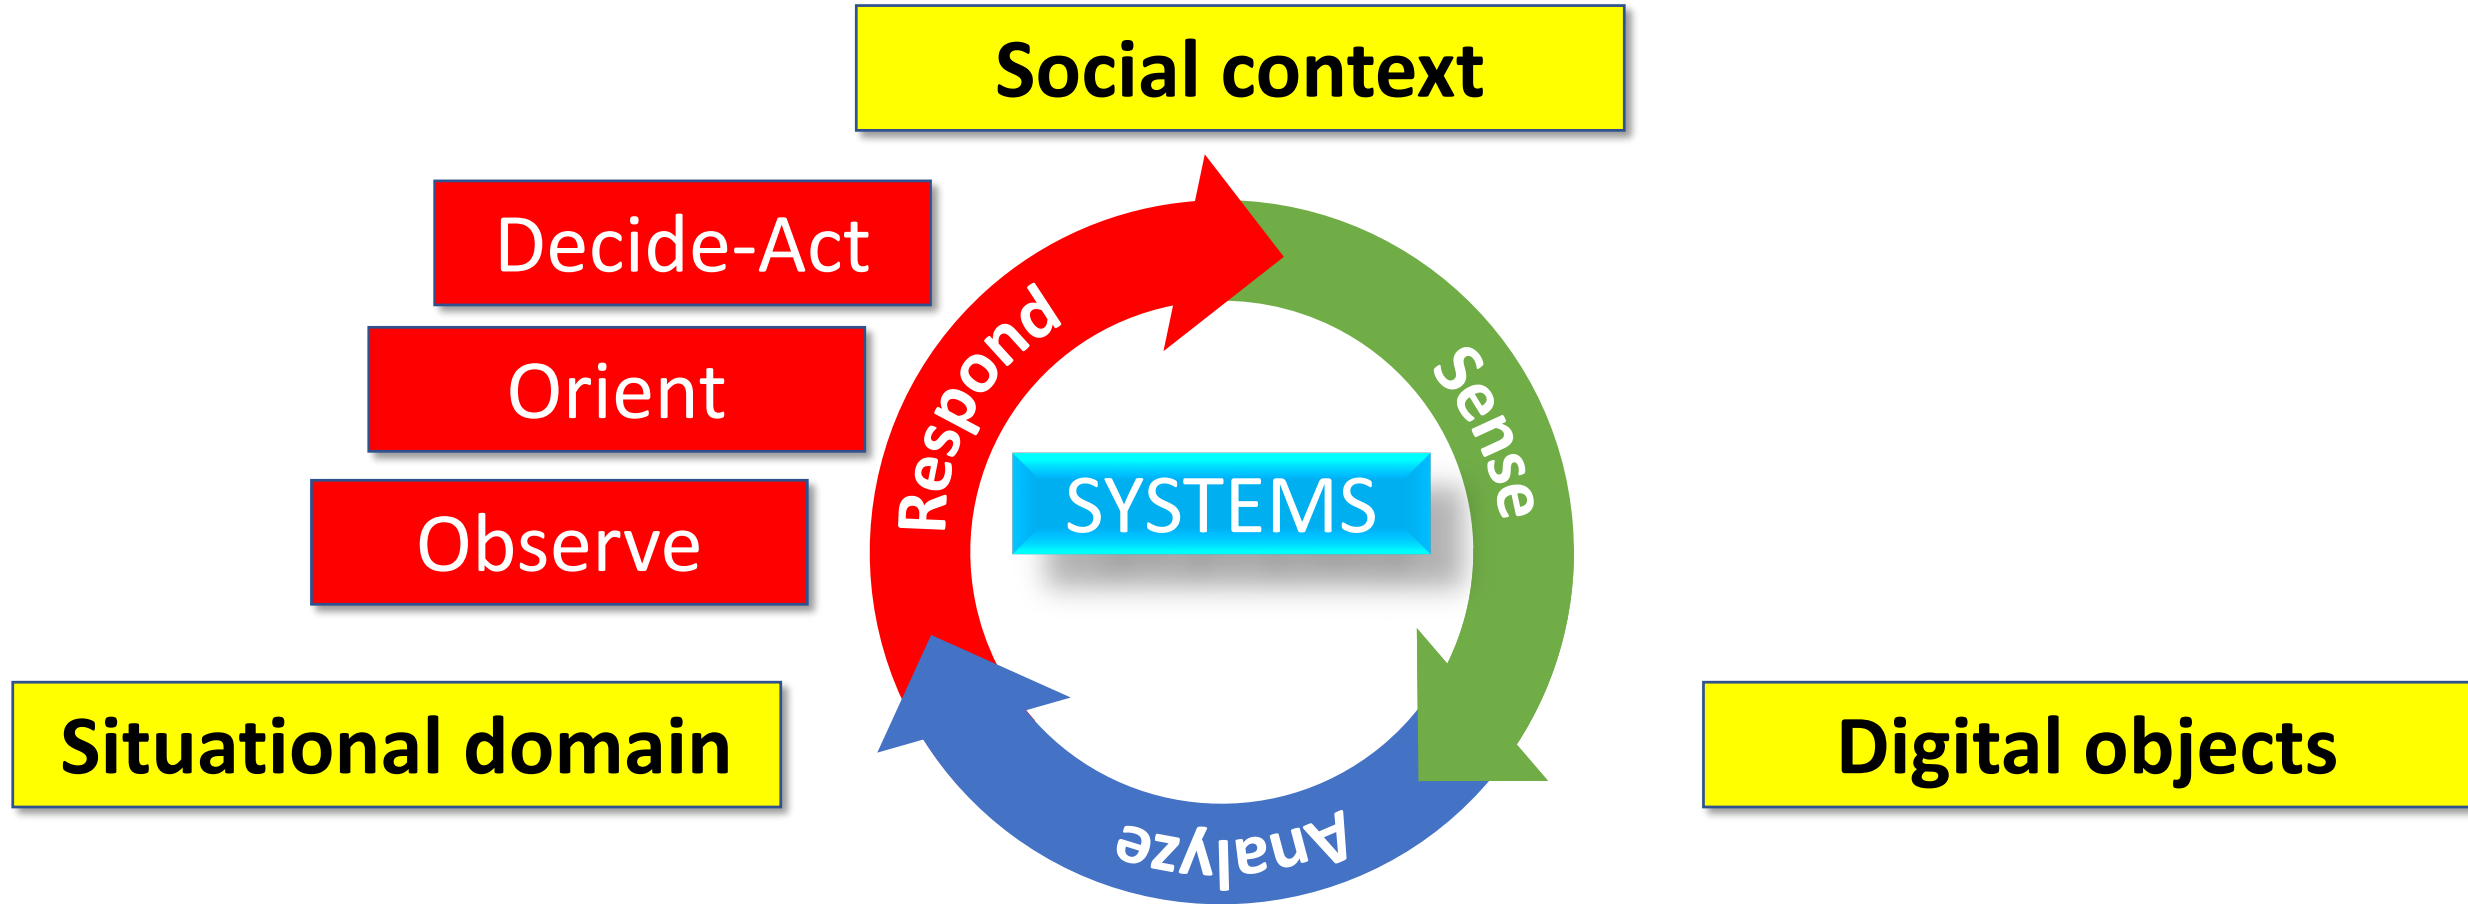 Social context
Decide-Act
Orient
Observe
Respond
Sense
SYSTEMS
Situational domain
Digital objects
Analyze